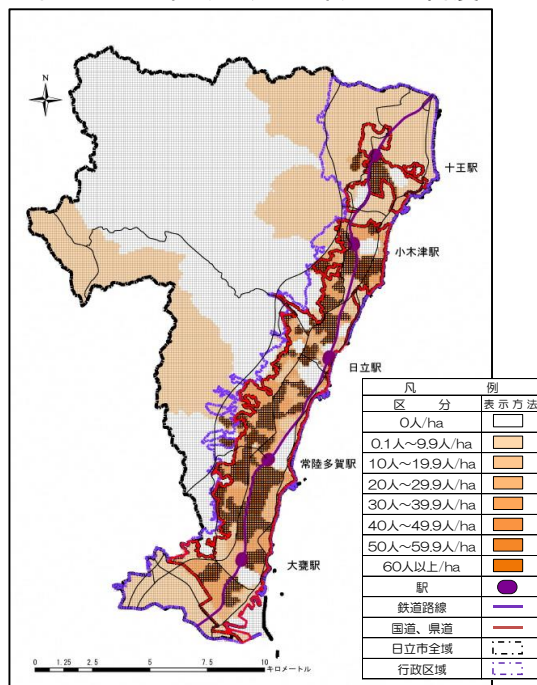 N
十王駅
小木津駅
日立駅
常陸多賀駅
大甕駅
凡 例
区 分 表示方法
0人/ha
0.1人～9.9人/ha
10人～19.9人/ha
20人～29.9人/ha
30人～39.9人/ha
40人～49.9人/ha
50人～59.9人/ha
60人以上/ha
駅
鉄道路線
国道、県道
日立市全域
行政区域
0 1.25 2.5 5 7.5 10
キロメートル